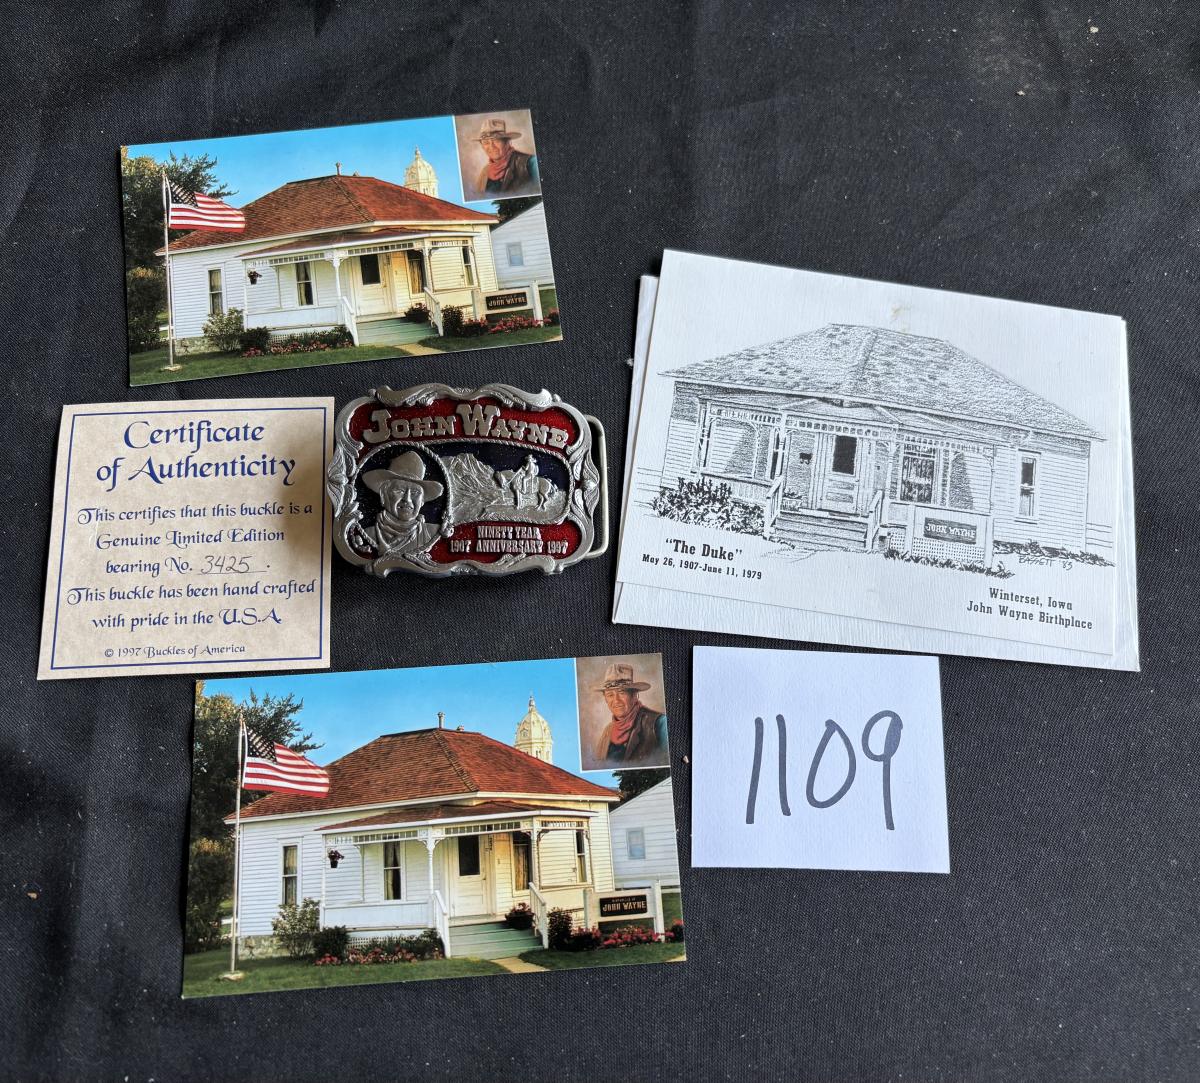 JOHN WAYNE
Certificate
of Authenticity
This certifies that this buckle is a
Genuine Limited Edition
bearing No. 3425.
This buckle has been hand crafted
with pride in the U.S.A.
© 1997 Buckles of America
JOHN WAYNE
NINETY YEAR
1907 ANNIVERSARY 1997
JOHN WAYNE
BASSETT '83
"The Duke"
May 26, 1907-June 11, 1979
Winterset, Iowa
John Wayne Birthplace
JOHN WAYNE
1109